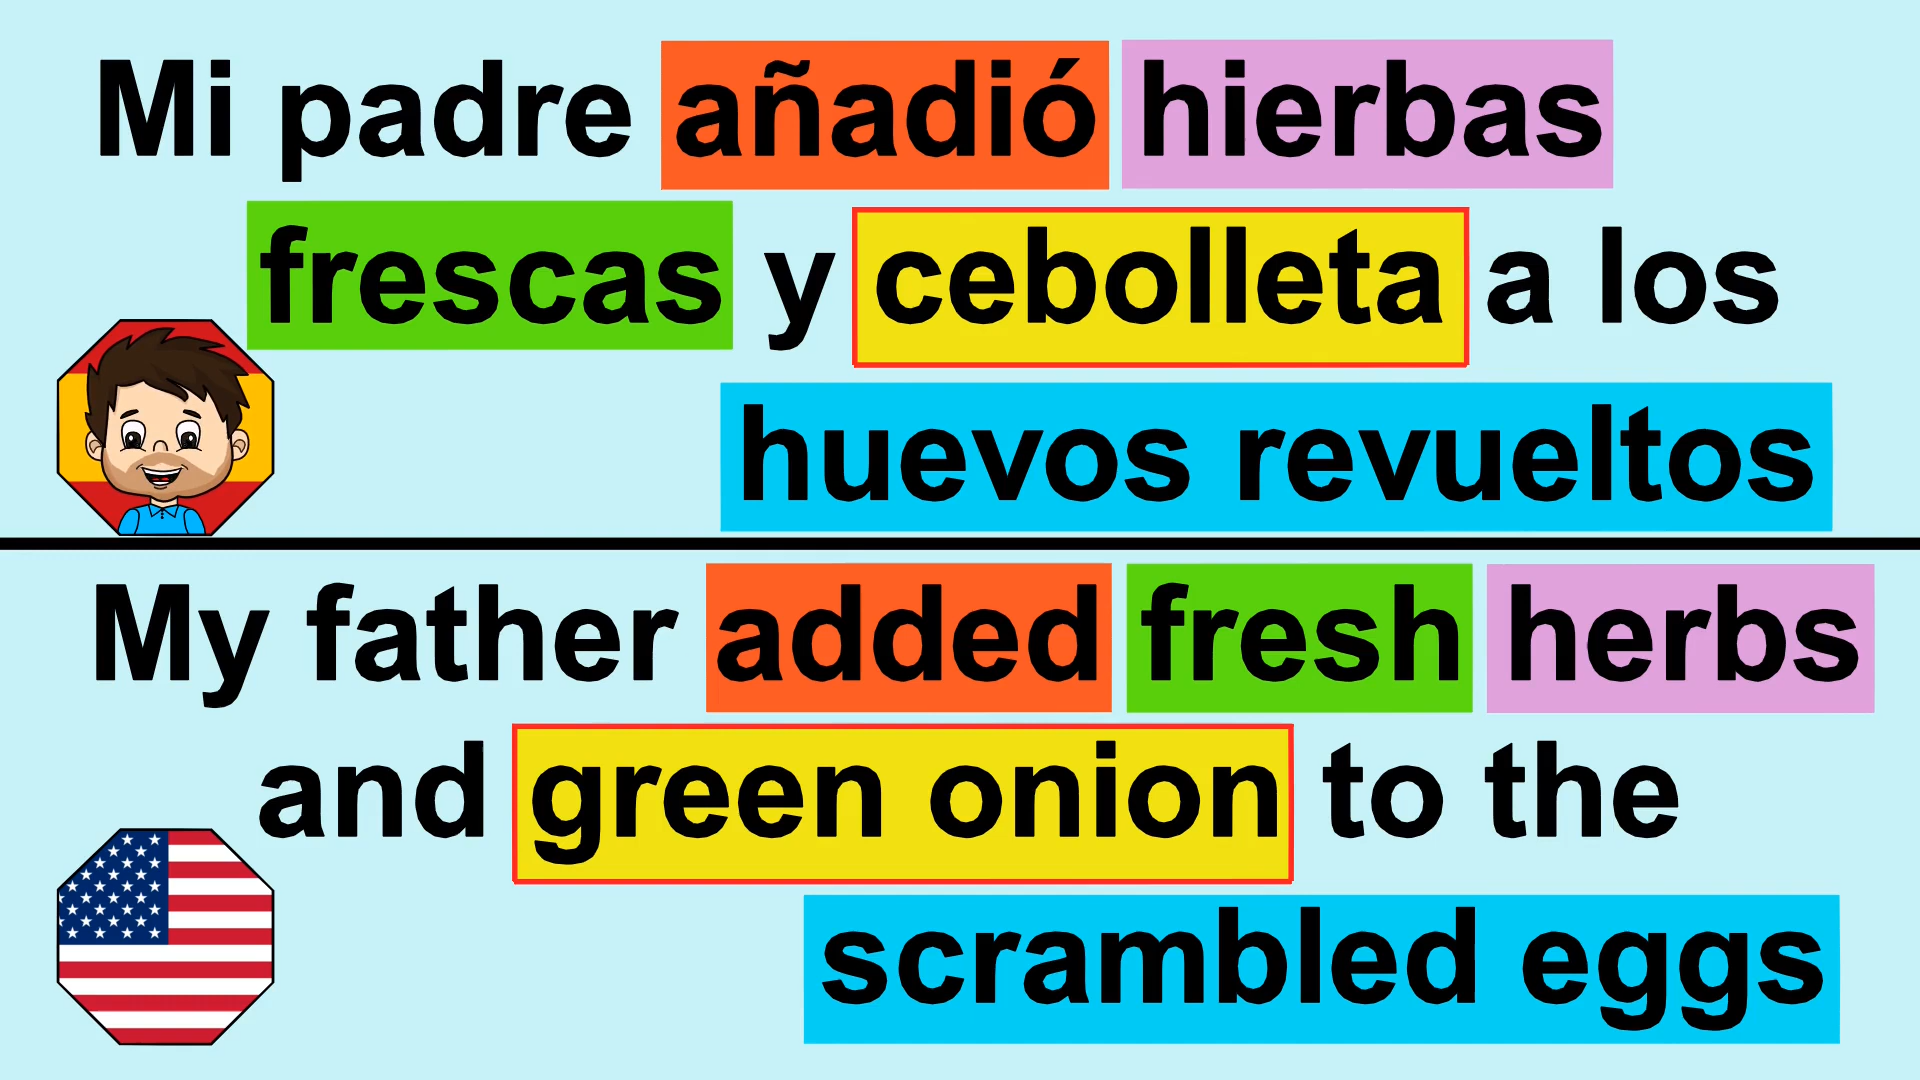 Mi padre añadió hierbas
frescas y cebolleta a los
huevos revueltos
My father added fresh herbs
and green onion to the
scrambled eggs